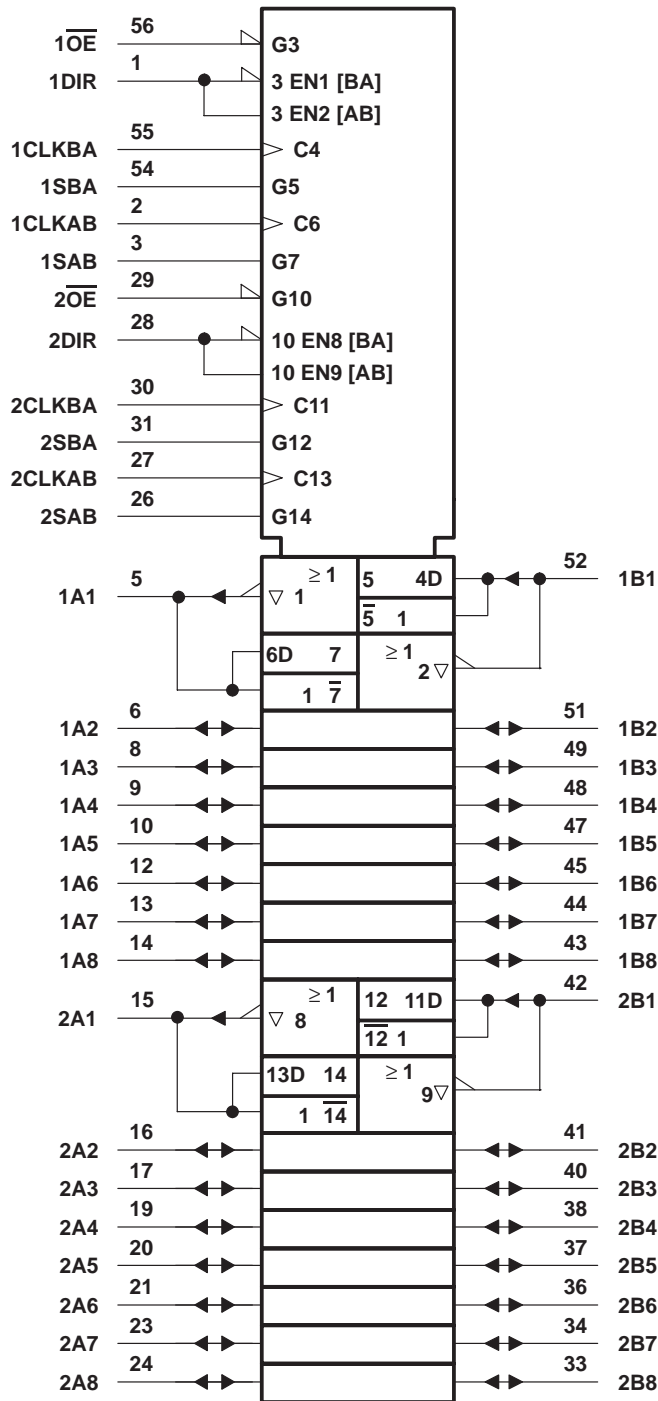 56
1O̅E̅ G3
1
1DIR 3 EN1 [BA]
3 EN2 [AB]
55
1CLKBA C4
54
1SBA G5
2
1CLKAB C6
3
1SAB G7
29
2O̅E̅ G10
28
2DIR 10 EN8 [BA]
10 EN9 [AB]
30
2CLKBA C11
31
2SBA G12
27
2CLKAB C13
26
2SAB G14
5 ≥ 1 5 4D 52
1A1 ▽ 1 5̅ 1 1B1
6D 7 ≥ 1
1 7̅ 2 ▽
6 51
1A2 1B2
8 49
1A3 1B3
9 48
1A4 1B4
10 47
1A5 1B5
12 45
1A6 1B6
13 44
1A7 1B7
14 43
1A8 1B8
15 ≥ 1 12 11D 42
2A1 ▽ 8 1̅2̅ 1 2B1
13D 14 ≥ 1
1 1̅4̅ 9 ▽
16 41
2A2 2B2
17 40
2A3 2B3
19 38
2A4 2B4
20 37
2A5 2B5
21 36
2A6 2B6
23 34
2A7 2B7
24 33
2A8 2B8